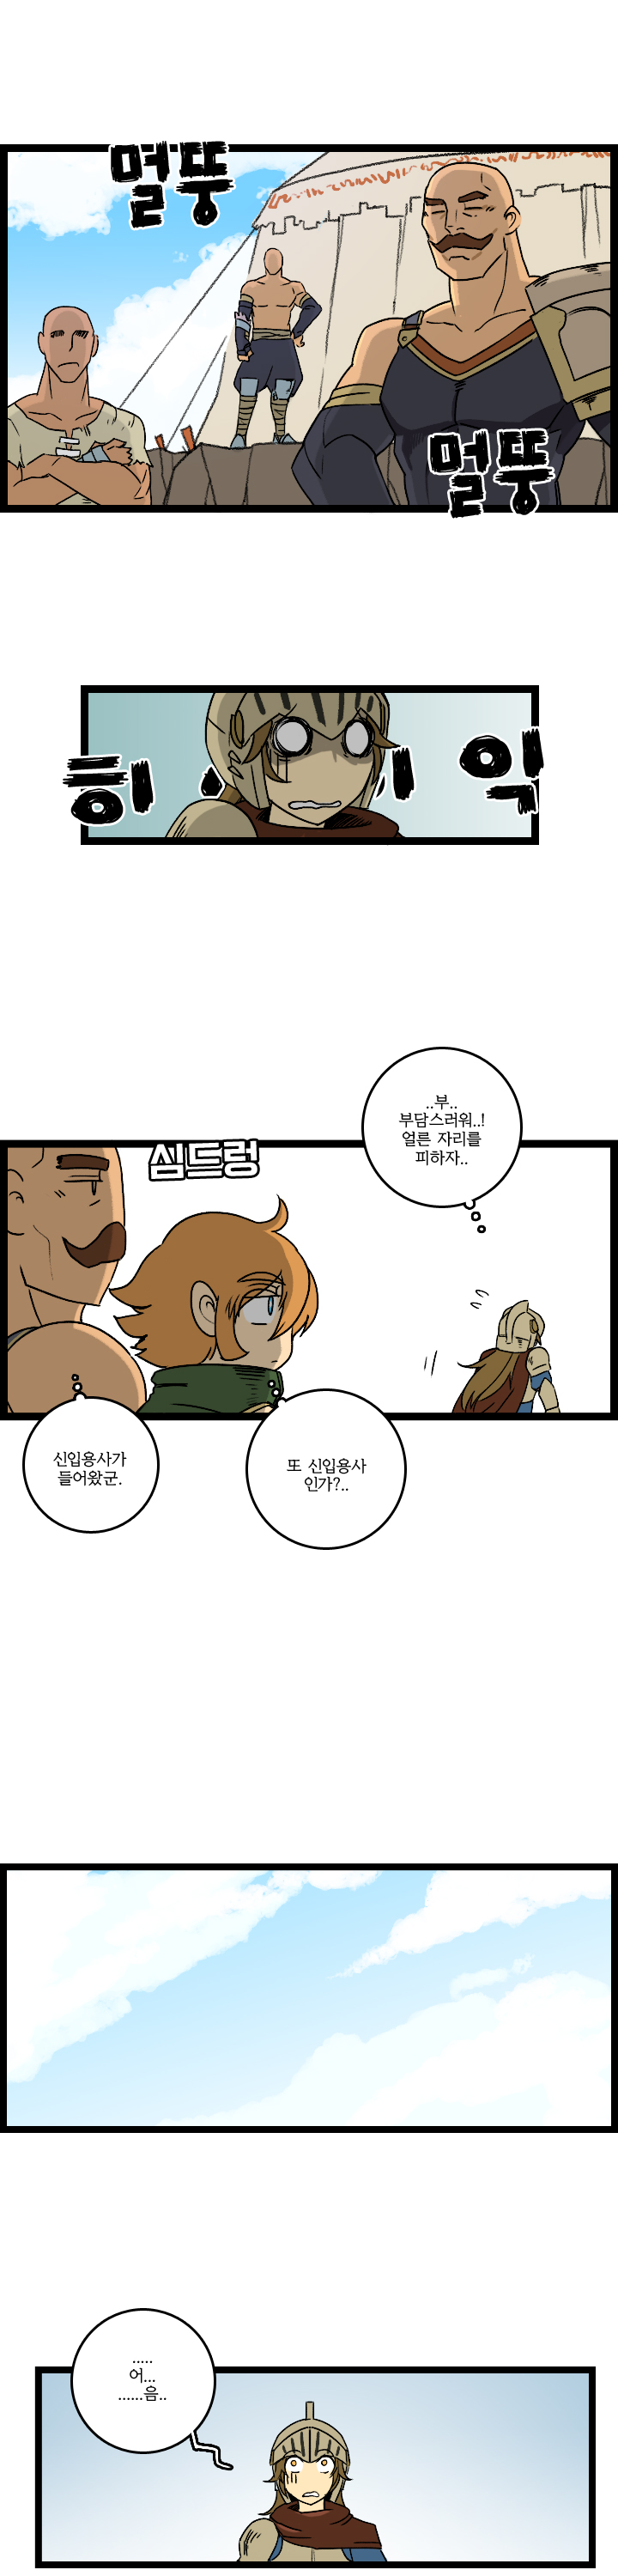 멀뚱
멀뚱
히이익
..부..
부담스러워..!
얼른 자리를
피하자..
심드렁
신입용사가
들어왔군.
또 신입용사
인가?..
.....
어...
......음..